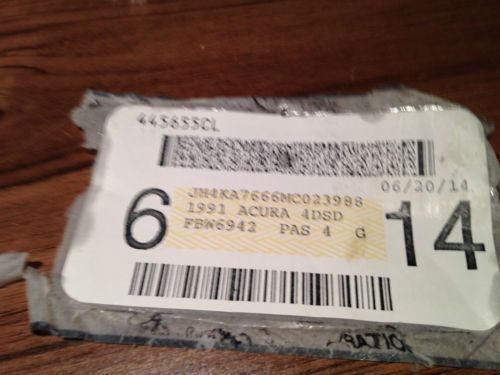 445655CL
06/20/14
6 14
JH4KA7666MC023988
1991 ACURA 4DSD
FBW6942 PAS 4 G